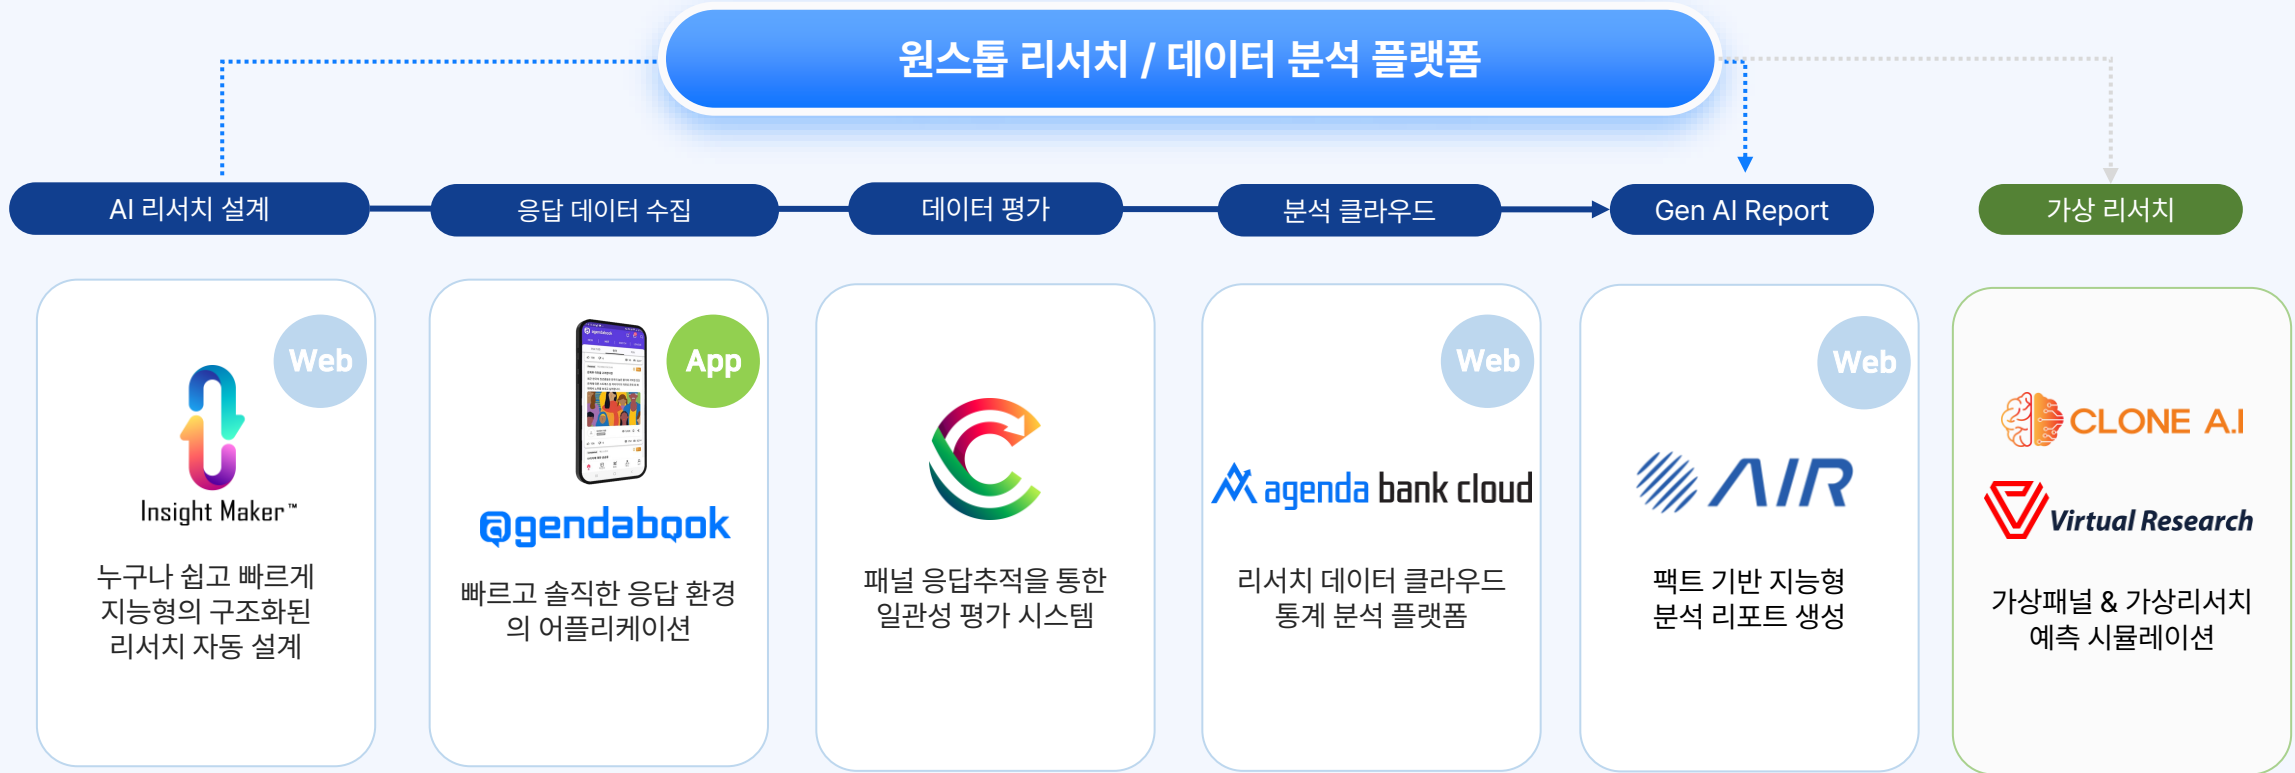 원스톱 리서치 / 데이터 분석 플랫폼
AI 리서치 설계
응답 데이터 수집
데이터 평가
분석 클라우드
Gen AI Report
가상 리서치
Web
Insight Maker™
누구나 쉽고 빠르게
지능형의 구조화된
리서치 자동 설계
App
agendabook
agendabook
빠르고 솔직한 응답 환경
의 어플리케이션
패널 응답추적을 통한
일관성 평가 시스템
Web
agenda bank cloud
리서치 데이터 클라우드
통계 분석 플랫폼
Web
AIR
팩트 기반 지능형
분석 리포트 생성
CLONE A.I
Virtual Research
가상패널 & 가상리서치
예측 시뮬레이션